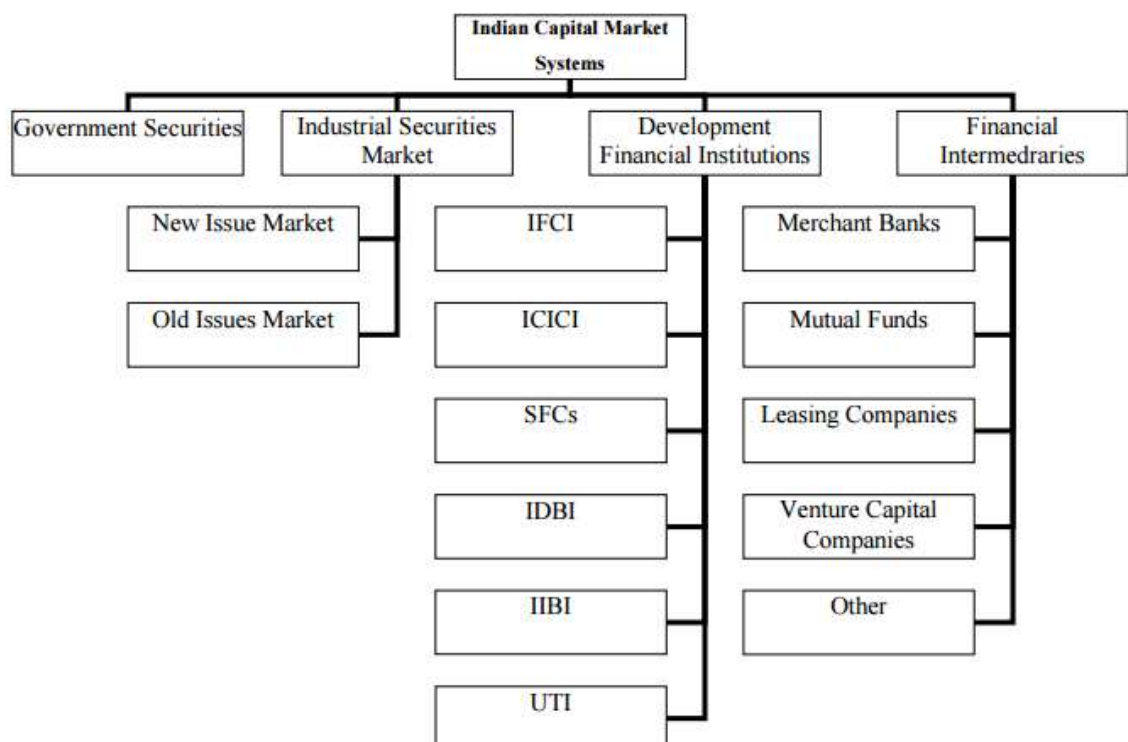 Indian Capital Market
Systems
Government Securities
Industrial Securities
Market
Development
Financial Institutions
Financial
Intermedraries
New Issue Market
Old Issues Market
IFCI
ICICI
SFCs
IDBI
IIBI
UTI
Merchant Banks
Mutual Funds
Leasing Companies
Venture Capital
Companies
Other